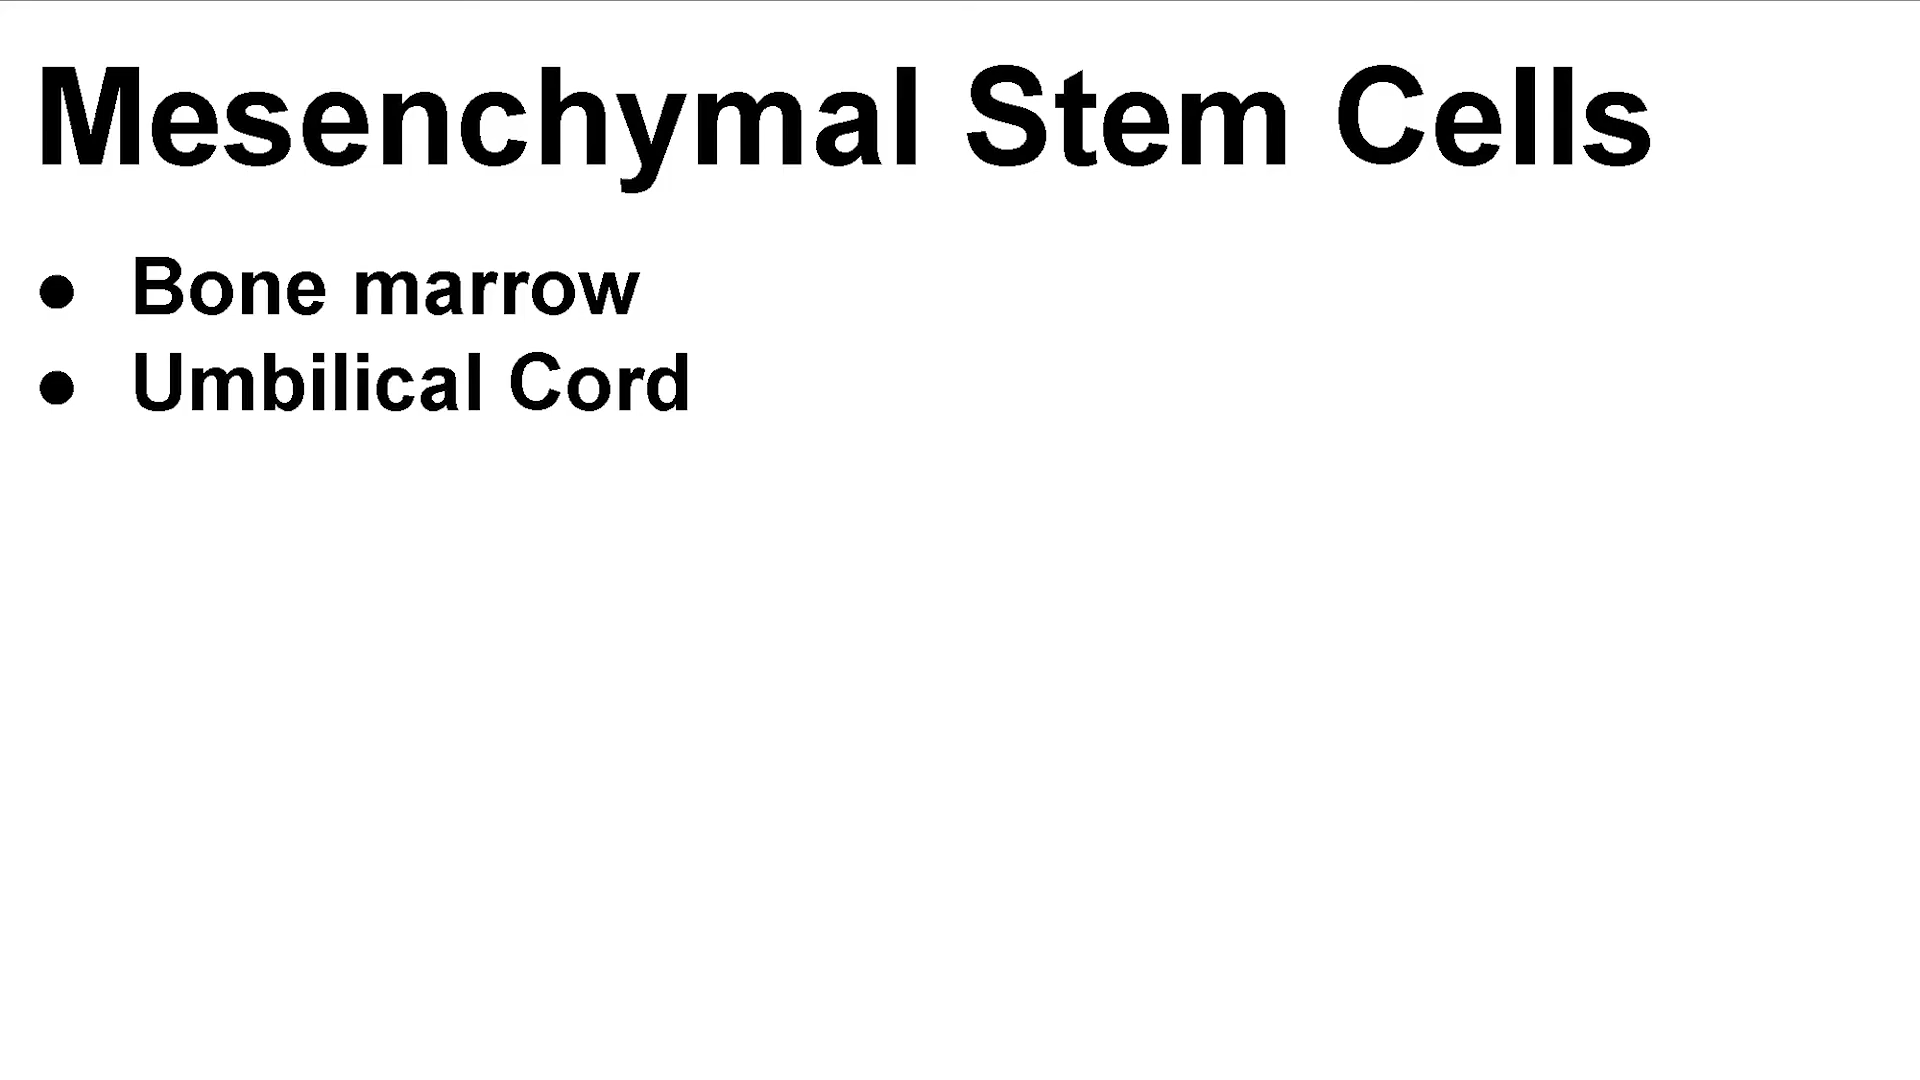 Mesenchymal Stem Cells
● Bone marrow
● Umbilical Cord